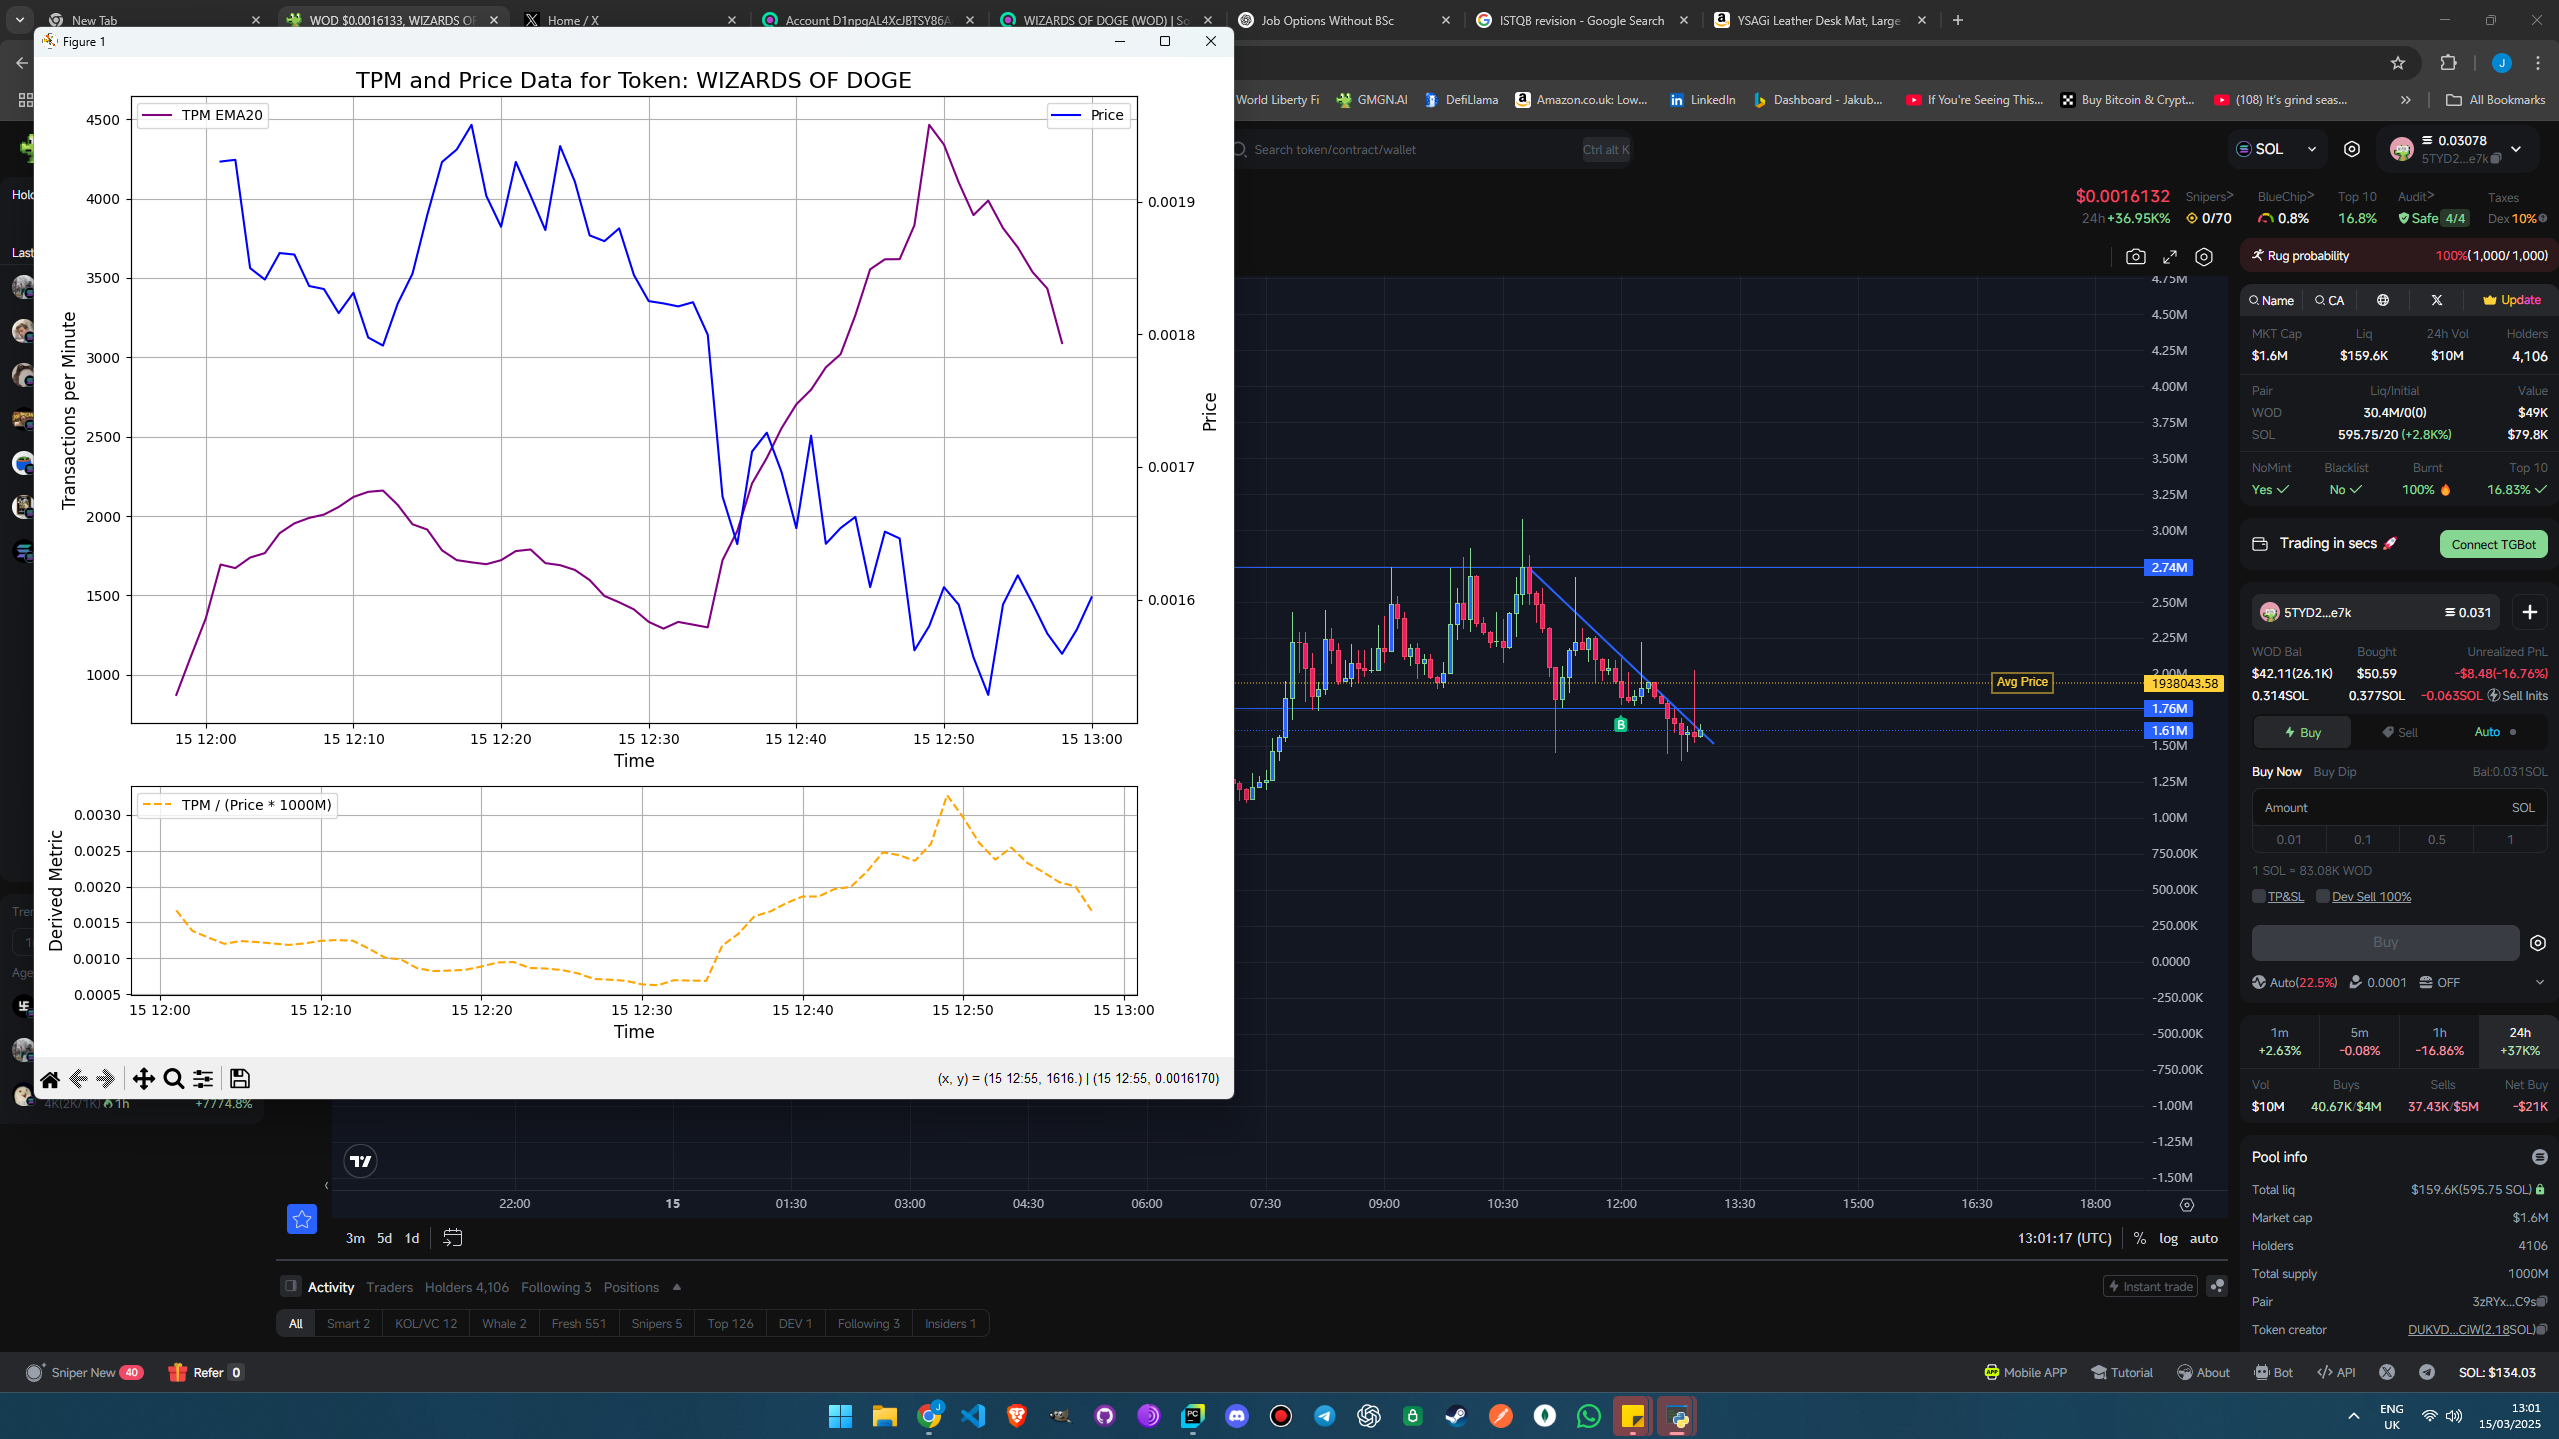 New Tab
WOD $0.0016133, WIZARDS OF
Home / X
Account D1npgAL4XcJBTSY86A
WIZARDS OF DOGE (WOD) | So
Job Options Without BSc
ISTQB revision - Google Search
YSAGi Leather Desk Mat, Large
Figure 1
World Liberty Fi
GMGN.AI
DefiLlama
Amazon.co.uk: Low...
LinkedIn
Dashboard - Jakub...
If You're Seeing This...
Buy Bitcoin & Crypt...
(108) It's grind seas...
All Bookmarks
J
TPM and Price Data for Token: WIZARDS OF DOGE
TPM EMA20
Price
4500
4000
3500
3000
2500
2000
1500
1000
Transactions per Minute
0.0019
0.0018
0.0017
0.0016
Price
15 12:00
15 12:10
15 12:20
15 12:30
15 12:40
15 12:50
15 13:00
Time
TPM / (Price * 1000M)
0.0030
0.0025
0.0020
0.0015
0.0010
0.0005
Derived Metric
15 12:00
15 12:10
15 12:20
15 12:30
15 12:40
15 12:50
15 13:00
Time
(x, y) = (15 12:55, 1616.) | (15 12:55, 0.0016170)
4K(2K/1K) 1h
+7774.8%
Search token/contract/wallet
Ctrl alt K
SOL
0.03078
5TYD2...e7k
$0.0016132
24h +36.95K%
Snipers>
0/70
BlueChip>
0.8%
Top 10
16.8%
Audit>
Safe 4/4
Taxes
Dex 10%
Rug probability
100%(1,000/1,000)
Name
CA
Update
MKT Cap
Liq
24h Vol
Holders
$1.6M
$159.6K
$10M
4,106
Pair
Liq/Initial
Value
WOD
30.4M/0(0)
$49K
SOL
595.75/20 (+2.8K%)
$79.8K
NoMint
Blacklist
Burnt
Top 10
Yes
No
100%
16.83%
Trading in secs
Connect TGBot
5TYD2...e7k
0.031
WOD Bal
Bought
Unrealized PnL
$42.11(26.1K)
$50.59
-$8.48(-16.76%)
0.314SOL
0.377SOL
-0.063SOL
Sell Inits
Buy
Sell
Auto
Buy Now
Buy Dip
Bal:0.031SOL
Amount
SOL
0.01
0.1
0.5
1
1 SOL = 83.08K WOD
TP&SL
Dev Sell 100%
Buy
Auto(22.5%)
0.0001
OFF
1m
5m
1h
24h
+2.63%
-0.08%
-16.86%
+37K%
Vol
Buys
Sells
Net Buy
$10M
40.67K/$4M
37.43K/$5M
-$21K
Pool info
Total liq
$159.6K(595.75 SOL)
Market cap
$1.6M
Holders
4106
Total supply
1000M
Pair
3zRYx...C9s
Token creator
DUKVD...CiW(2.18SOL)
4.75M
4.50M
4.25M
4.00M
3.75M
3.50M
3.25M
3.00M
2.74M
2.50M
2.25M
2.00M
Avg Price
1938043.58
1.76M
1.61M
1.50M
1.25M
1.00M
750.00K
500.00K
250.00K
0.0000
-250.00K
-500.00K
-750.00K
-1.00M
-1.25M
-1.50M
B
22:00
15
01:30
03:00
04:30
06:00
07:30
09:00
10:30
12:00
13:30
15:00
16:30
18:00
3m
5d
1d
13:01:17 (UTC)
%
log
auto
Activity
Traders
Holders 4,106
Following 3
Positions
Instant trade
All
Smart 2
KOL/VC 12
Whale 2
Fresh 551
Snipers 5
Top 126
DEV 1
Following 3
Insiders 1
Sniper New 40
Refer 0
Mobile APP
Tutorial
About
Bot
API
SOL: $134.03
ENG
UK
13:01
15/03/2025